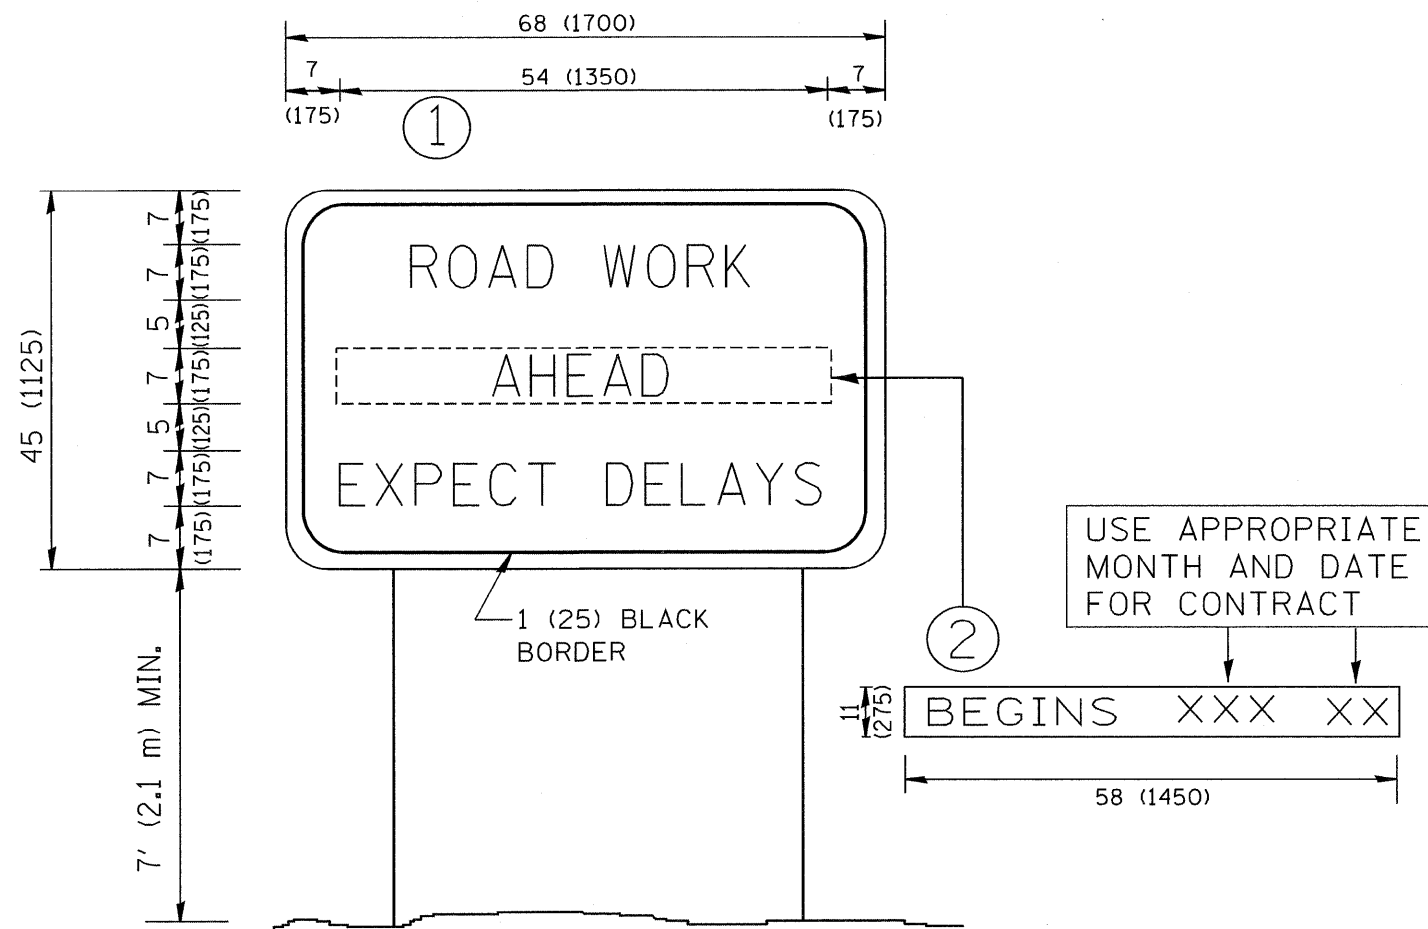 68 (1700)
7
54 (1350)
7
(175)
(175)
1
7
(175)
7
(175)
5
(125)
7
(175)
5
(125)
7
(175)
7
(175)
45 (1125)
7' (2.1 m) MIN.
ROAD WORK
AHEAD
EXPECT DELAYS
1 (25) BLACK
BORDER
USE APPROPRIATE
MONTH AND DATE
FOR CONTRACT
2
11
(275)
BEGINS XXX XX
58 (1450)